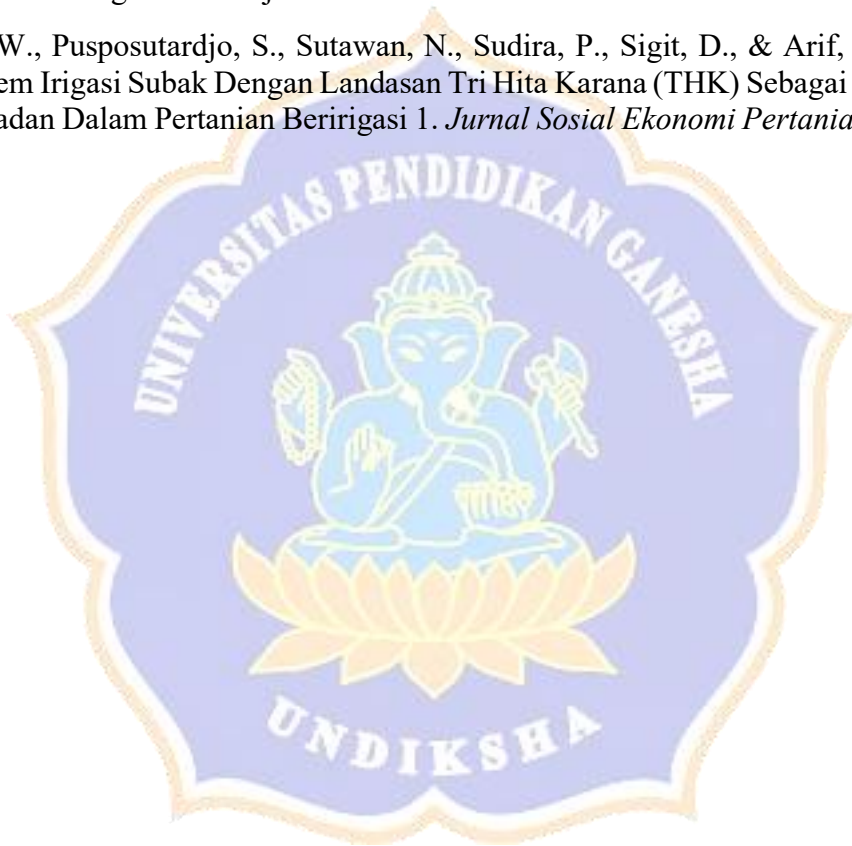 W., Pusposutardjo, S., Sutawan, N., Sudira, P., Sigit, D., & Arif,
em Irigasi Subak Dengan Landasan Tri Hita Karana (THK) Sebagai
adan Dalam Pertanian Beririgasi 1. Jurnal Sosial Ekonomi Pertania
UNIVERSITAS PENDIDIKAN GANESHA
UNDIKSHA